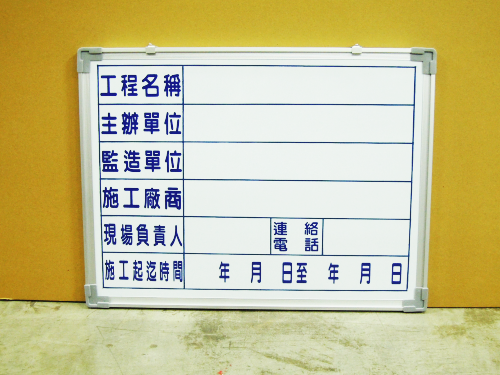 工程名稱
主辦單位
監造單位
施工廠商
現場負責人 連絡電話
施工起迄時間 年 月 日至 年 月 日